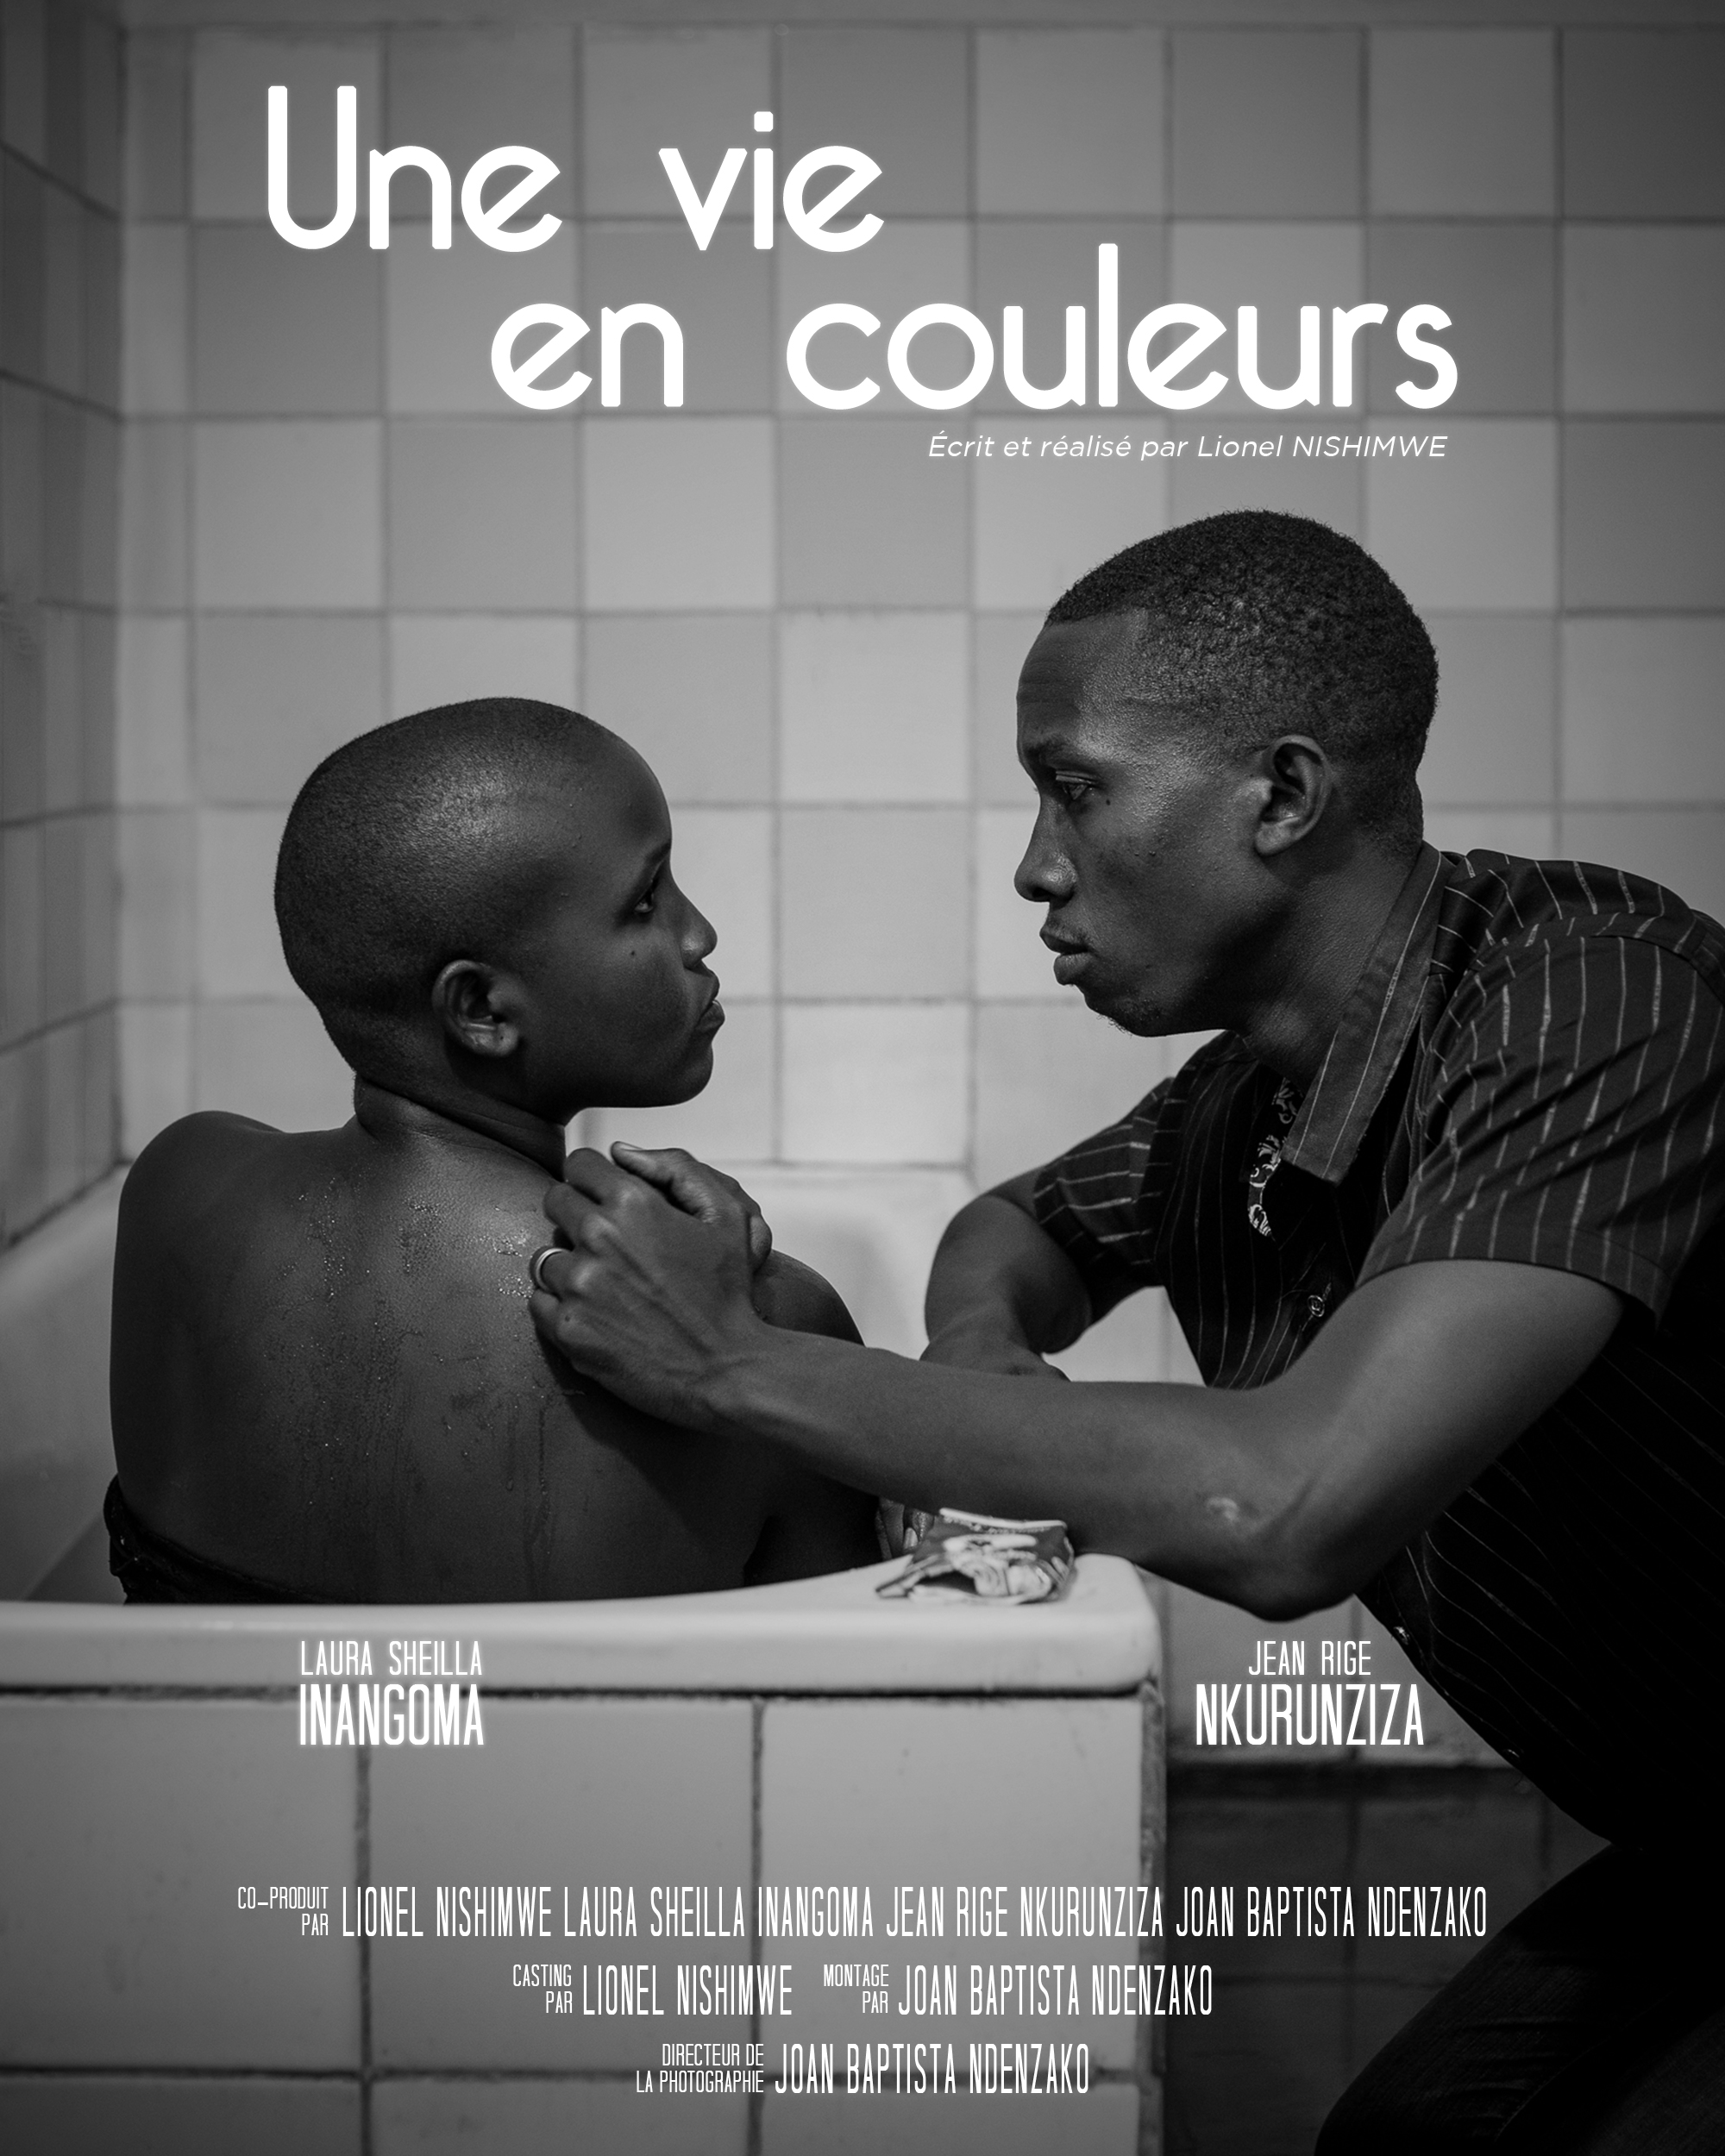 Une vie
en couleurs
Écrit et réalisé par Lionel NISHIMWE
LAURA SHEILLA
INANGOMA
JEAN RIGE
NKURUNZIZA
CO-PRODUIT
PAR
LIONEL NISHIMWE LAURA SHEILLA INANGOMA JEAN RIGE NKURUNZIZA JOAN BAPTISTA NDENZAKO
CASTING
PAR
LIONEL NISHIMWE
MONTAGE
PAR
JOAN BAPTISTA NDENZAKO
DIRECTEUR DE
LA PHOTOGRAPHIE
JOAN BAPTISTA NDENZAKO